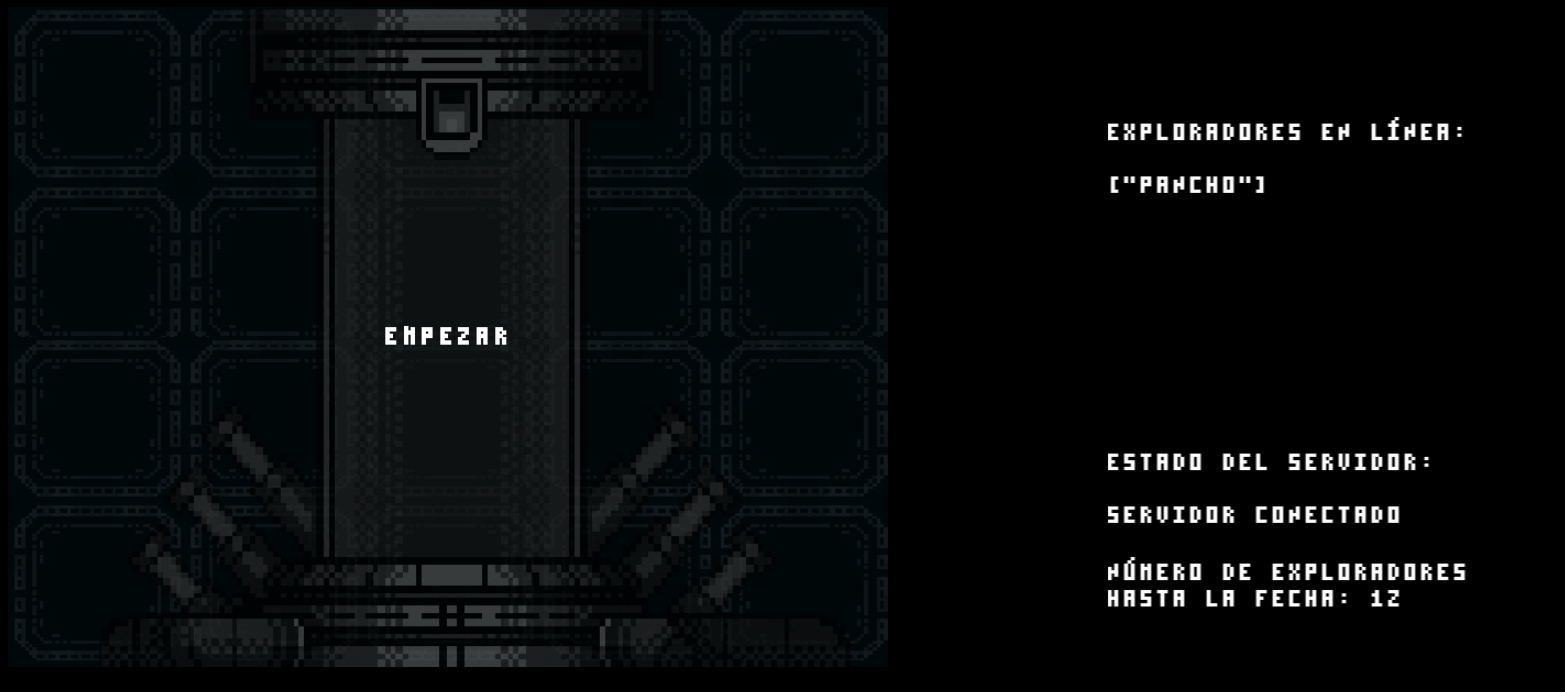 EMPEZAR
EXPLORADORES EN LÍNEA:
["PANCHO"]
ESTADO DEL SERVIDOR:
SERVIDOR CONECTADO
NÚMERO DE EXPLORADORES
HASTA LA FECHA: 12